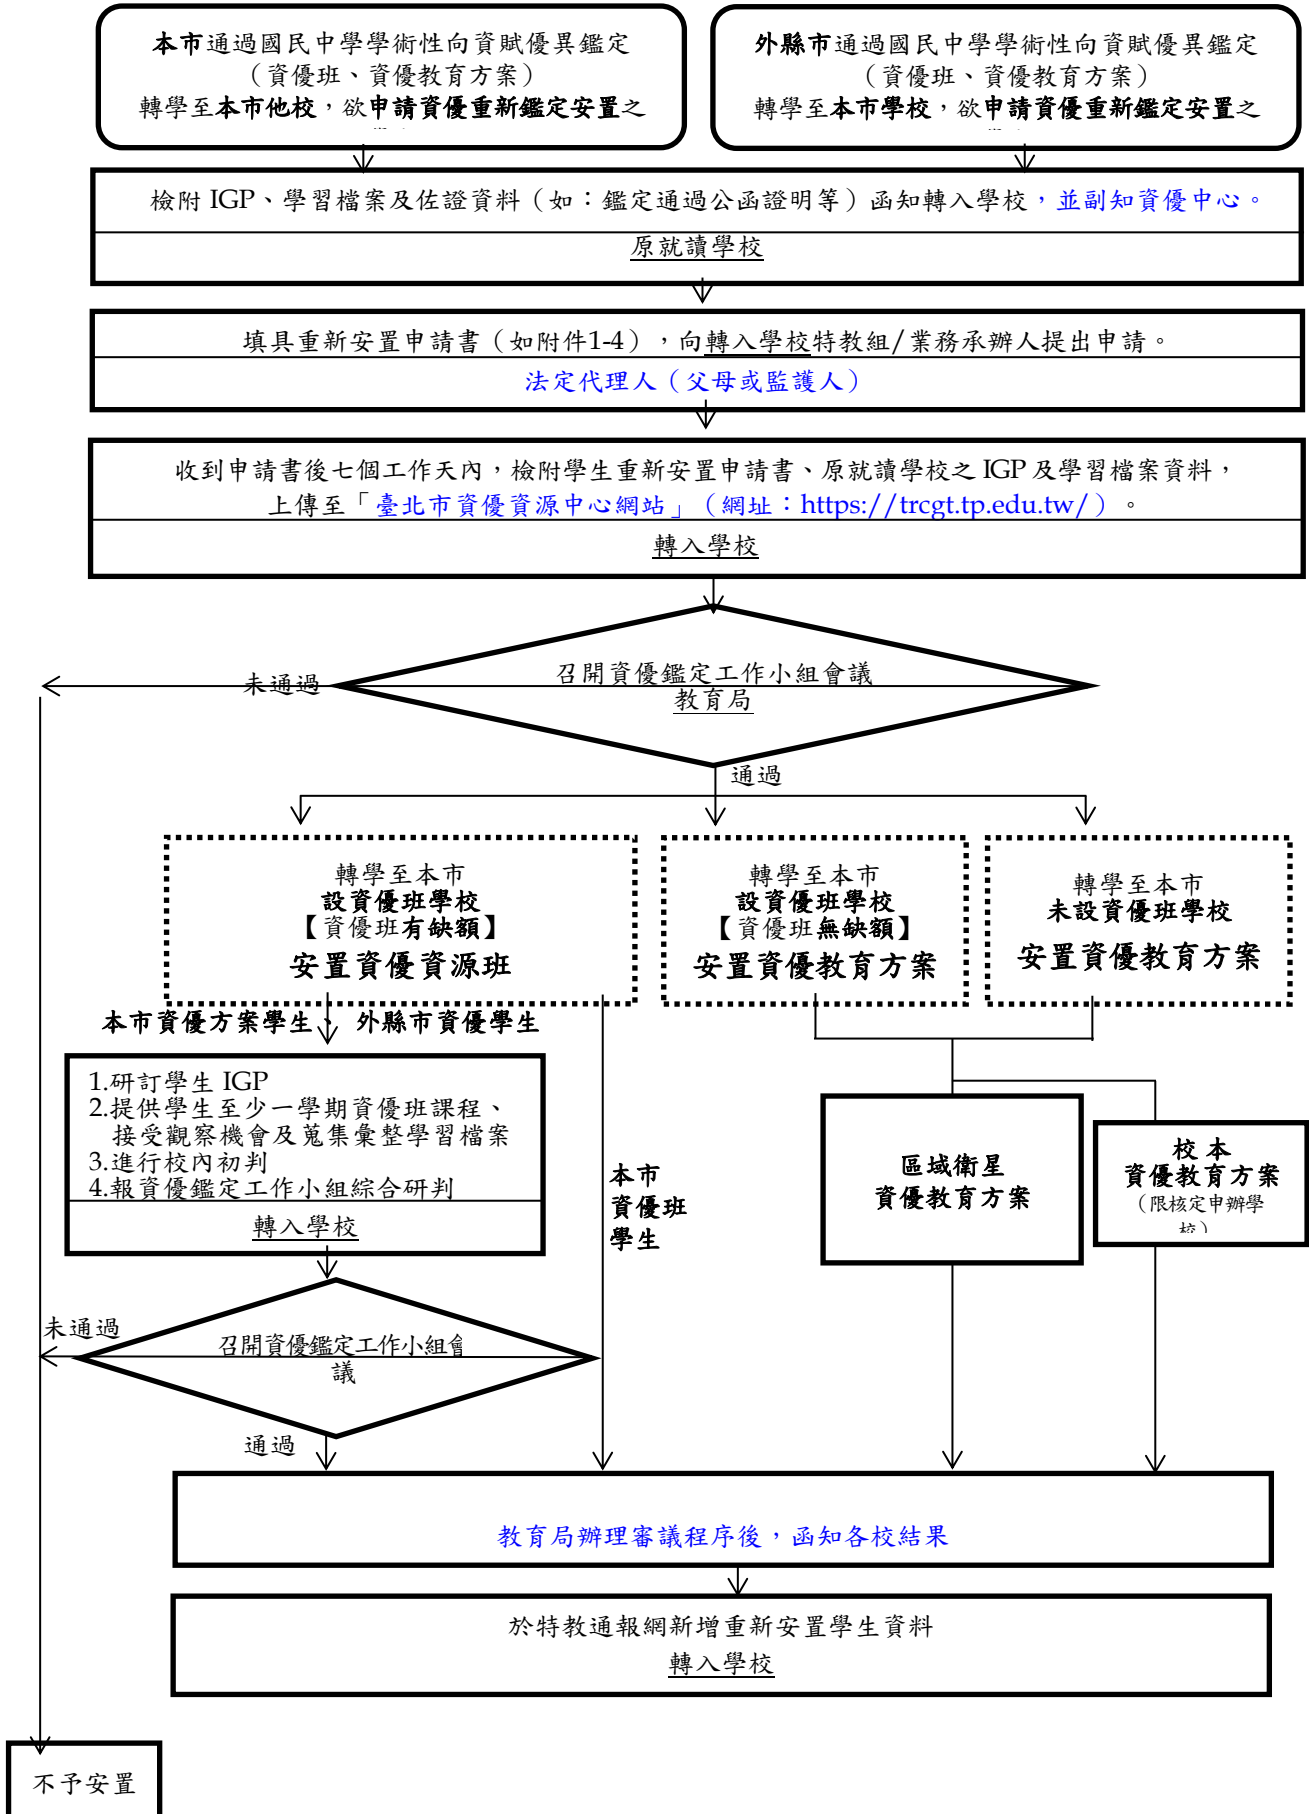 本市通過國民中學學術性向資賦優異鑑定
（資優班、資優教育方案）
轉學至本市他校，欲申請資優重新鑑定安置之
外縣市通過國民中學學術性向資賦優異鑑定
（資優班、資優教育方案）
轉學至本市學校，欲申請資優重新鑑定安置之
檢附 IGP、學習檔案及佐證資料（如：鑑定通過公函證明等）函知轉入學校，並副知資優中心。
原就讀學校
填具重新安置申請書（如附件1-4），向轉入學校特教組/業務承辦人提出申請。
法定代理人（父母或監護人）
收到申請書後七個工作天內，檢附學生重新安置申請書、原就讀學校之 IGP 及學習檔案資料，
上傳至「臺北市資優資源中心網站」（網址：https://trcgt.tp.edu.tw/）。
轉入學校
召開資優鑑定工作小組會議
教育局
未通過
通過
轉學至本市
設資優班學校
【資優班有缺額】
安置資優資源班
轉學至本市
設資優班學校
【資優班無缺額】
安置資優教育方案
轉學至本市
未設資優班學校
安置資優教育方案
本市資優方案學生、外縣市資優學生
1.研訂學生 IGP
2.提供學生至少一學期資優班課程、
接受觀察機會及蒐集彙整學習檔案
3.進行校內初判
4.報資優鑑定工作小組綜合研判
轉入學校
本市
資優班
學生
區域衛星
資優教育方案
校本
資優教育方案
（限核定申辦學
校）
未通過
召開資優鑑定工作小組會
議
通過
教育局辦理審議程序後，函知各校結果
於特教通報網新增重新安置學生資料
轉入學校
不予安置